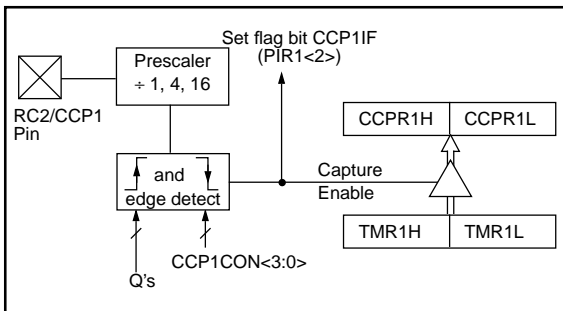 Set flag bit CCP1IF
(PIR1<2>)
Prescaler
÷ 1, 4, 16
RC2/CCP1
Pin
CCPR1H CCPR1L
and
edge detect
Capture
Enable
TMR1H TMR1L
CCP1CON<3:0>
Q's